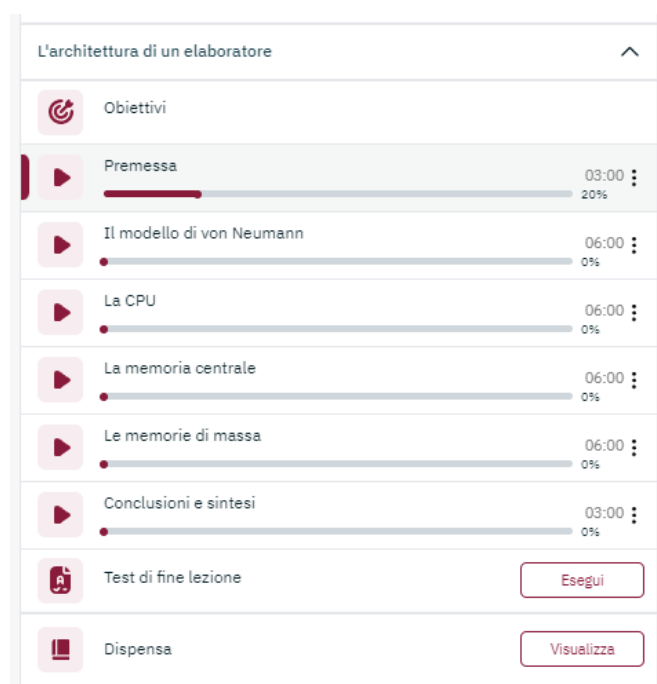 L'architettura di un elaboratore
Obiettivi
Premessa
03:00
20%
Il modello di von Neumann
06:00
0%
La CPU
06:00
0%
La memoria centrale
06:00
0%
Le memorie di massa
06:00
0%
Conclusioni e sintesi
03:00
0%
A
Test di fine lezione
Esegui
Dispensa
Visualizza